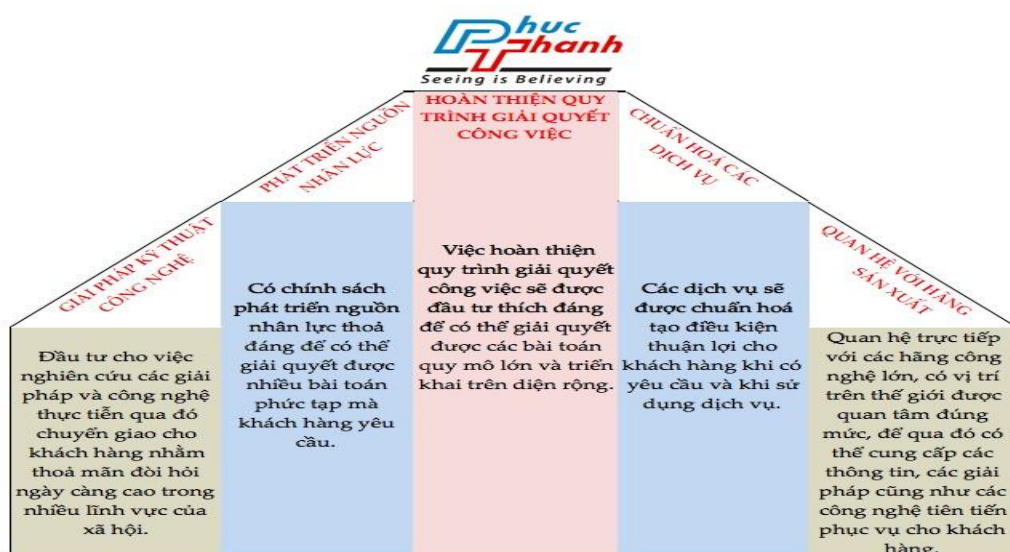 Phuc
Thanh
Seeing is Believing
GIẢI PHÁP KỸ THUẬT
CÔNG NGHỆ
Đầu tư cho việc
nghiên cứu các giải
pháp và công nghệ
thực tiễn qua đó
chuyển giao cho
khách hàng nhằm
thoả mãn đòi hỏi
ngày càng cao trong
nhiều lĩnh vực của
xã hội.
PHÁT TRIỂN NGUỒN
NHÂN LỰC
Có chính sách
phát triển nguồn
nhân lực thoả
đáng để có thể
giải quyết được
nhiều bài toán
phức tạp mà
khách hàng yêu
cầu.
HOÀN THIỆN QUY
TRÌNH GIẢI QUYẾT
CÔNG VIỆC
Việc hoàn thiện
quy trình giải quyết
công việc sẽ được
đầu tư thích đáng
để có thể giải quyết
được các bài toán
quy mô lớn và triển
khai trên diện rộng.
CHUẨN HOÁ CÁC
DỊCH VỤ
Các dịch vụ sẽ
được chuẩn hoá
tạo điều kiện
thuận lợi cho
khách hàng khi có
yêu cầu và khi sử
dụng dịch vụ.
QUAN HỆ VỚI HÃNG
SẢN XUẤT
Quan hệ trực tiếp
với các hãng công
nghệ lớn, có vị trí
trên thế giới được
quan tâm đúng
mức, để qua đó có
thể cung cấp các
thông tin, các giải
pháp cũng như các
công nghệ tiên tiến
phục vụ cho khách
hàng.